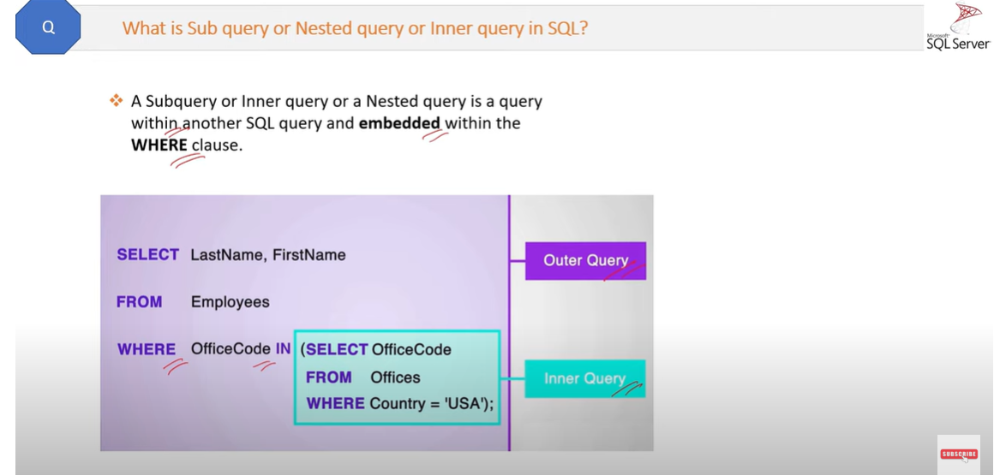 Q
What is Sub query or Nested query or Inner query in SQL?
Microsoft
SQL Server
❖ A Subquery or Inner query or a Nested query is a query
within another SQL query and embedded within the
WHERE clause.
SELECT LastName, FirstName
Outer Query
FROM Employees
WHERE OfficeCode IN (SELECT OfficeCode
FROM Offices
Inner Query
WHERE Country = 'USA');
SUBSCRIBE